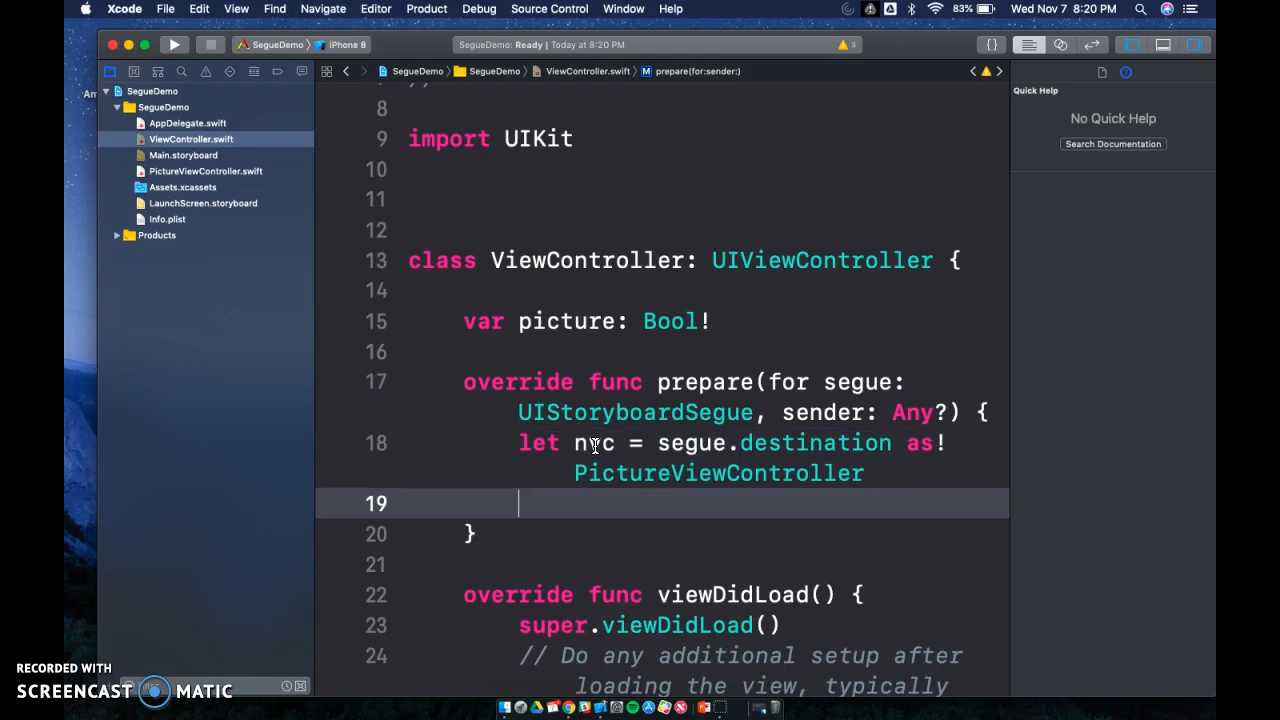 Xcode File Edit View Find Navigate Editor Product Debug Source Control Window Help 83% Wed Nov 7 8:20 PM
SegueDemo iPhone 8 SegueDemo: Ready | Today at 8:20 PM 3 {}
SegueDemo SegueDemo ViewController.swift M prepare(for:sender:)
SegueDemo
SegueDemo
AppDelegate.swift
ViewController.swift
Main.storyboard
PictureViewController.swift
Assets.xcassets
LaunchScreen.storyboard
Info.plist
Products
Am
8
9 import UIKit
10
11
12
13 class ViewController: UIViewController {
14
15 var picture: Bool!
16
17 override func prepare(for segue:
UIStoryboardSegue, sender: Any?) {
18 let nvc = segue.destination as!
PictureViewController
19
20 }
21
22 override func viewDidLoad() {
23 super.viewDidLoad()
24 // Do any additional setup after
loading the view, typically
Quick Help
No Quick Help
Search Documentation
RECORDED WITH
SCREENCAST MATIC